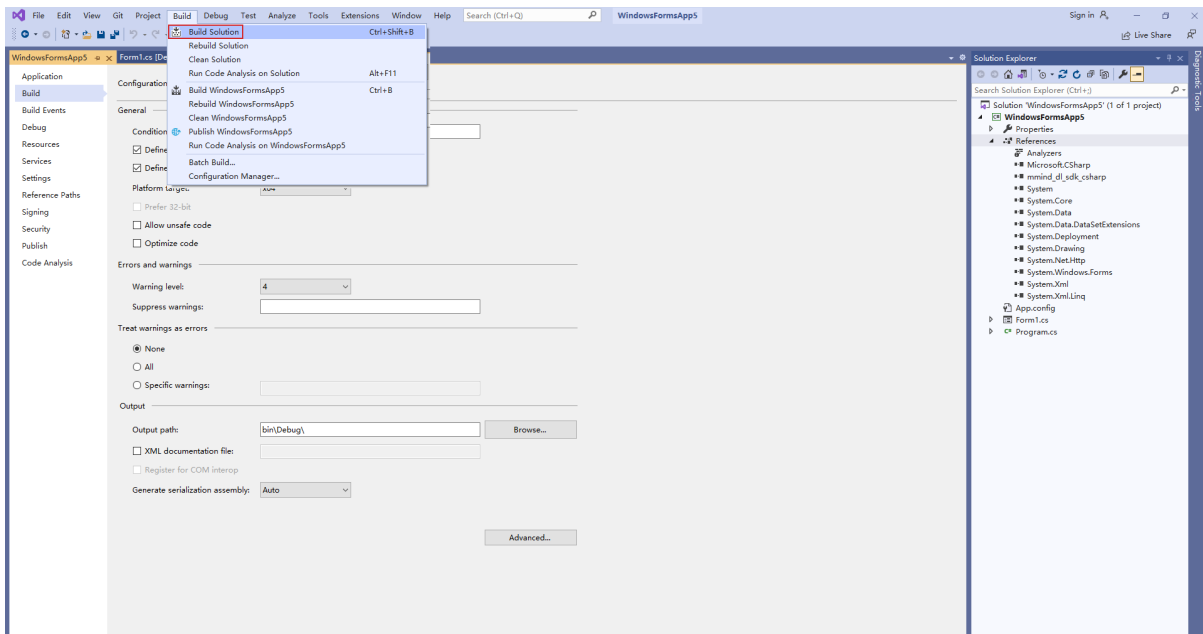 File Edit View Git Project Build Debug Test Analyze Tools Extensions Window Help Search (Ctrl+Q) WindowsFormsApp5 Sign in
Live Share
WindowsFormsApp5 Form1.cs
Application
Build
Build Events
Debug
Resources
Services
Settings
Reference Paths
Signing
Security
Publish
Code Analysis
Build Solution Ctrl+Shift+B
Rebuild Solution
Clean Solution
Run Code Analysis on Solution Alt+F11
Build WindowsFormsApp5 Ctrl+B
Rebuild WindowsFormsApp5
Clean WindowsFormsApp5
Publish WindowsFormsApp5
Run Code Analysis on WindowsFormsApp5
Batch Build...
Configuration Manager...
Configuration
General
Condition
Define
Define
Platform target: x64
Prefer 32-bit
Allow unsafe code
Optimize code
Errors and warnings
Warning level: 4
Suppress warnings:
Treat warnings as errors
None
All
Specific warnings:
Output
Output path: bin\Debug\ Browse...
XML documentation file:
Register for COM interop
Generate serialization assembly: Auto
Advanced...
Solution Explorer
Search Solution Explorer (Ctrl+;)
Solution 'WindowsFormsApp5' (1 of 1 project)
C# WindowsFormsApp5
Properties
References
Analyzers
Microsoft.CSharp
mmind_dl_sdk_csharp
System
System.Core
System.Data
System.Data.DataSetExtensions
System.Deployment
System.Drawing
System.Net.Http
System.Windows.Forms
System.Xml
System.Xml.Linq
App.config
Form1.cs
C# Program.cs
Diagnostic Tools